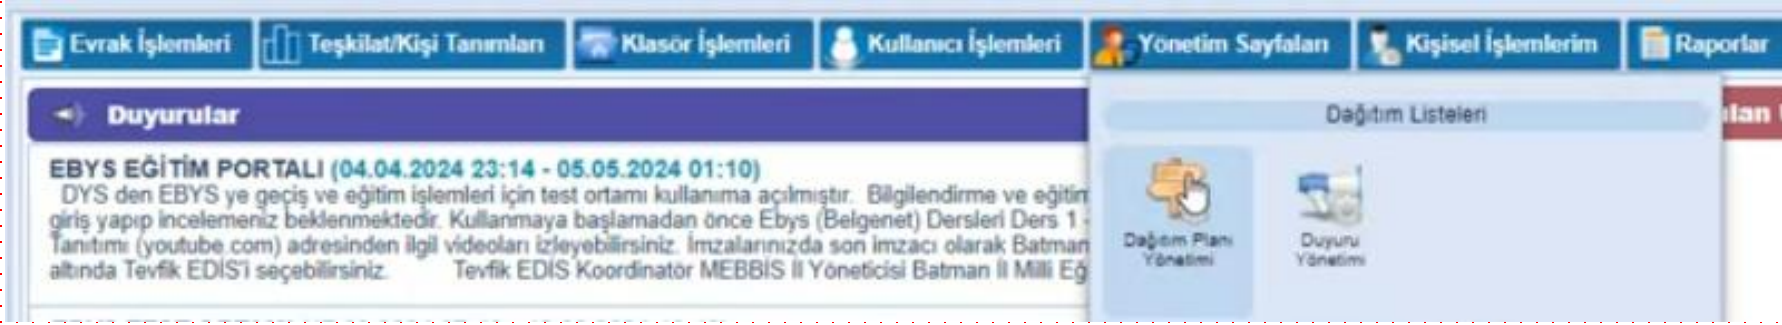 Evrak İşlemleri
Teşkilat/Kişi Tanımları
Klasör İşlemleri
Kullanıcı İşlemleri
Yönetim Sayfaları
Kişisel İşlemlerim
Raporlar
Duyurular
EBYS EĞİTİM PORTALI (04.04.2024 23:14 - 05.05.2024 01:10)
DYS den EBYS ye geçiş ve eğitim işlemleri için test ortamı kullanıma açılmıştır. Bilgilendirme ve eğitin
giriş yapıp incelemeniz beklenmektedir. Kullanmaya başlamadan önce Ebys (Belgenet) Dersleri Ders 1 -
Tanıtımı (youtube.com) adresinden ilgil videoları izleyebilirsiniz. İmzalarınızda son imzacı olarak Batman
altında Tevfik EDİS'i seçebilirsiniz. Tevfik EDİS Koordinatör MEBBİS İl Yöneticisi Batman İl Milli Eğ
Dağıtım Listeleri
Dağıtım Planı
Yönetimi
Duyuru
Yönetimi
ılan